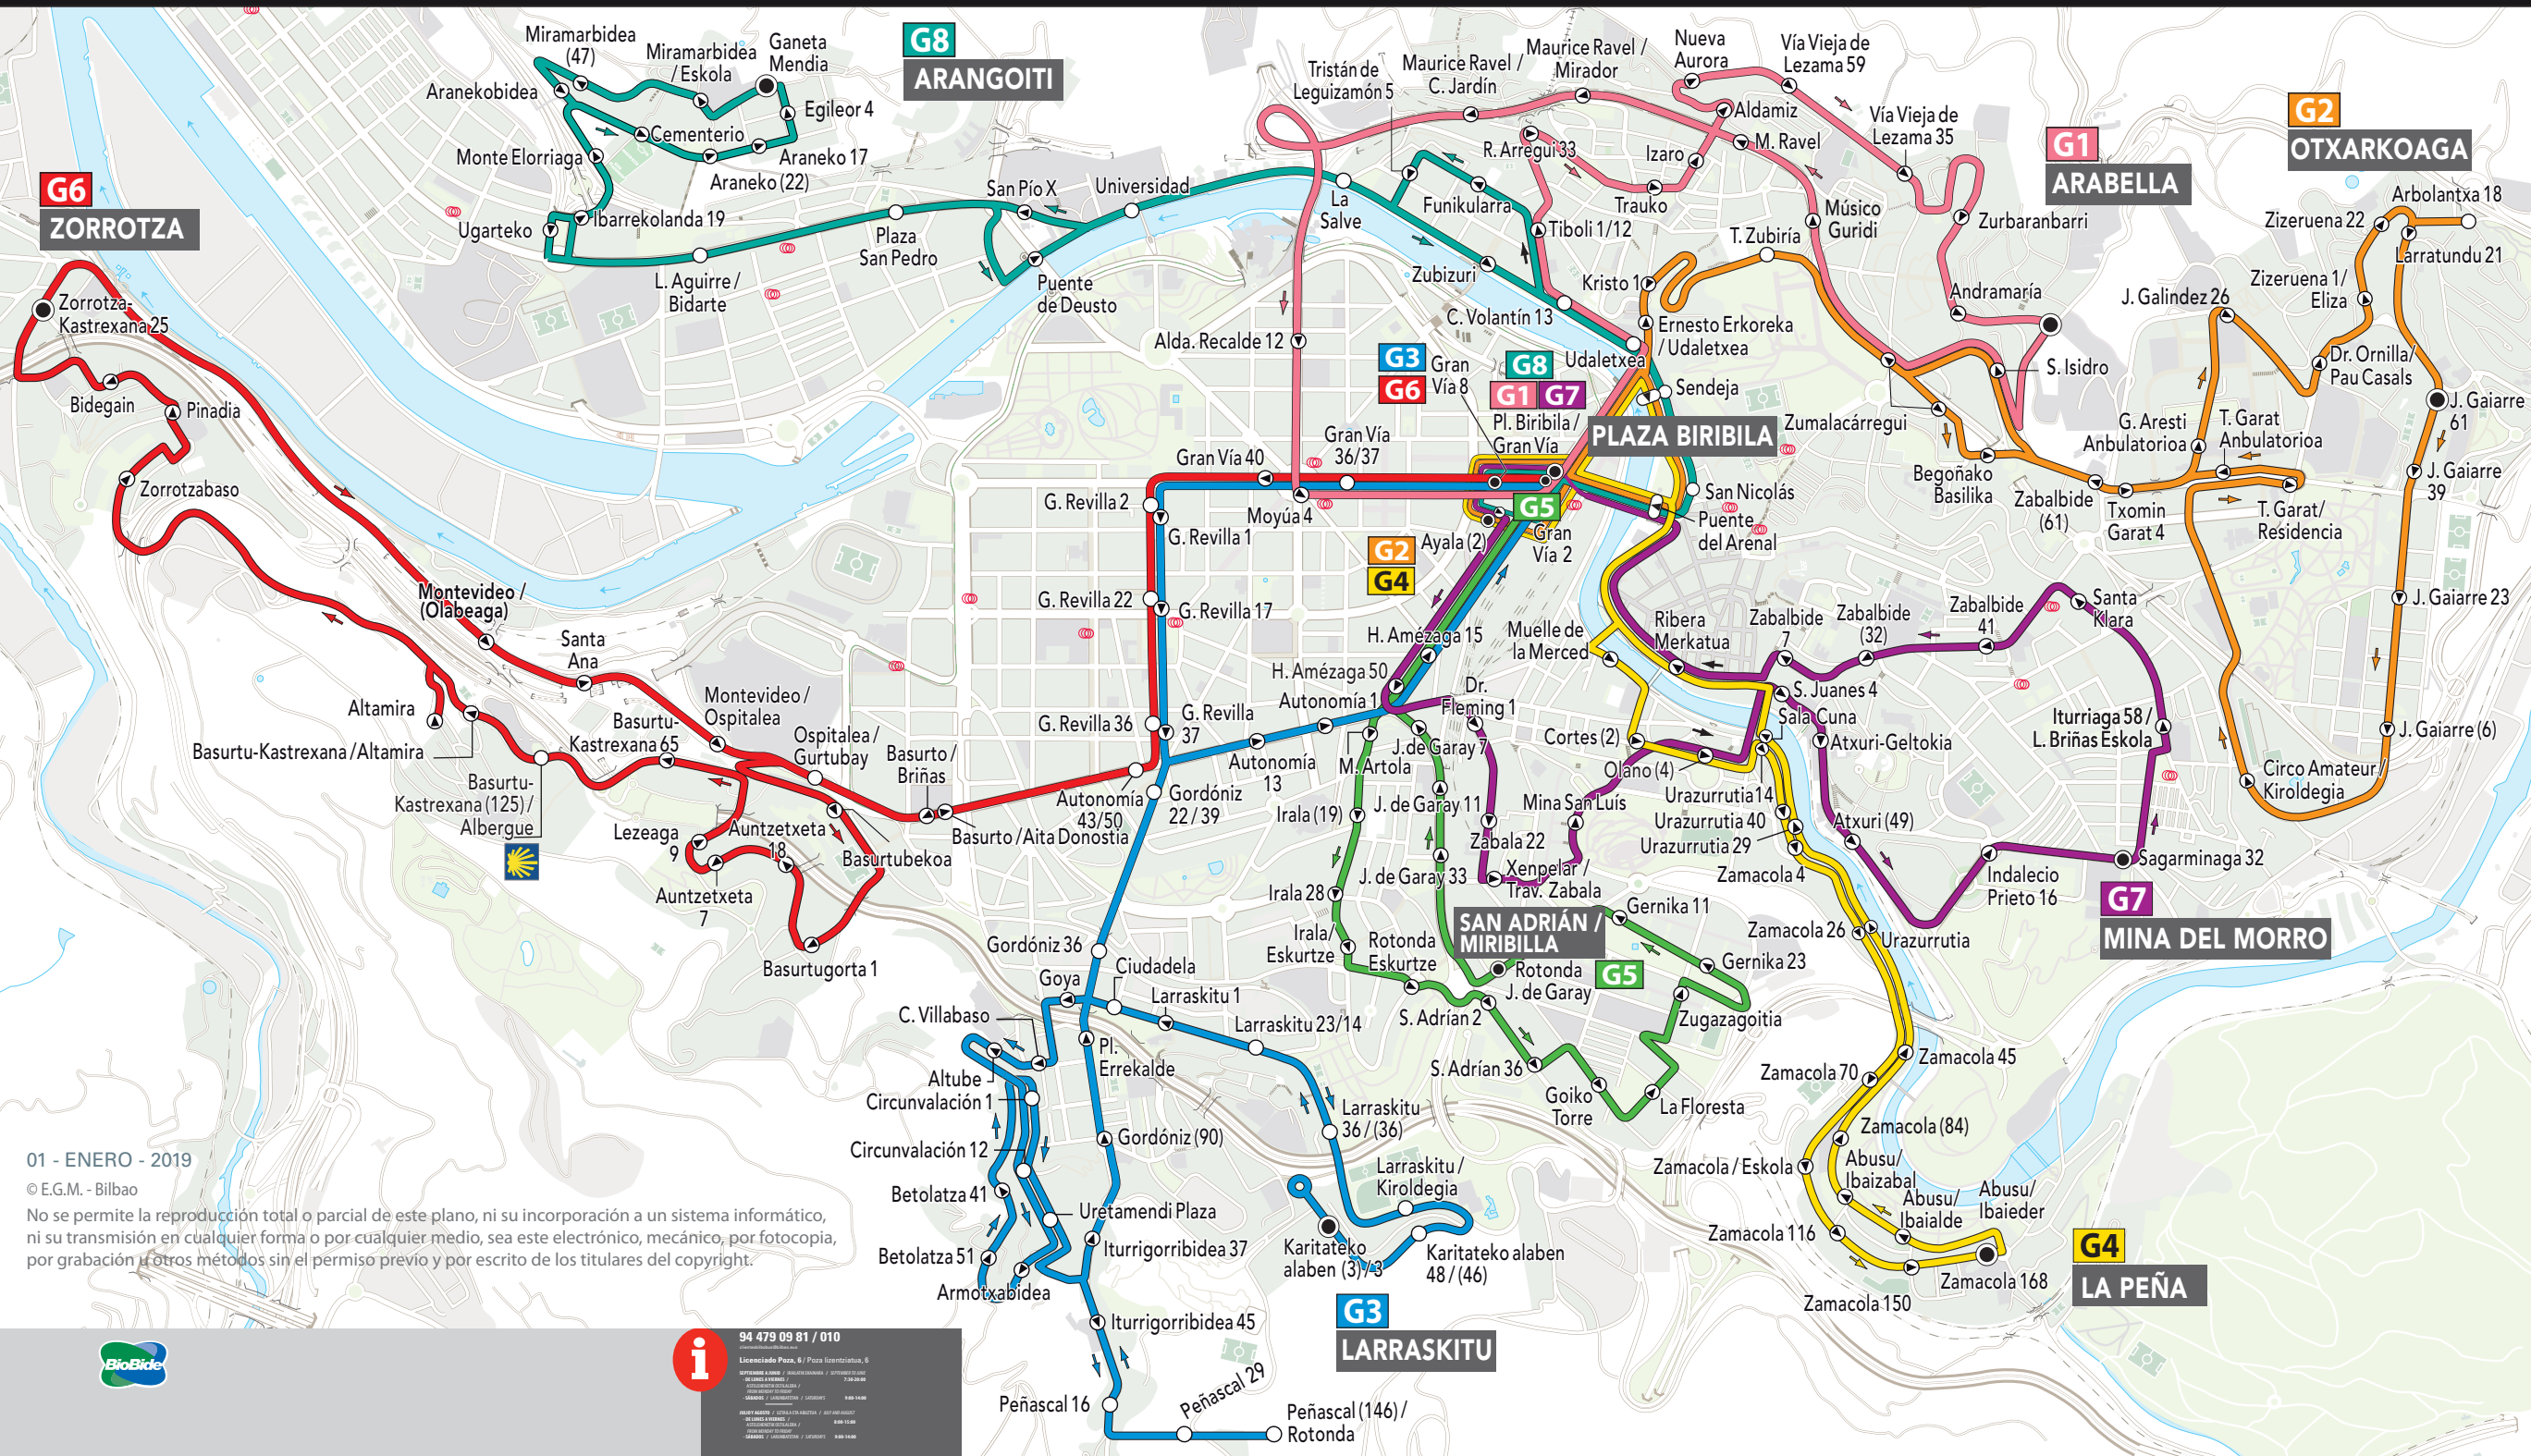 G8
ARANGOITI
Miramarbidea
(47)
Miramarbidea
/ Eskola
Ganeta
Mendia
Aranekobidea
Egileor 4
Cementerio
Monte Elorriaga
Araneko 17
Araneko (22)
Ibarrekolanda 19
Ugarteko
San Pío X
Universidad
Plaza
San Pedro
L. Aguirre /
Bidarte
Puente
de Deusto
La
Salve
Tristán de
Leguizamón 5
Funikularra
Zubizuri
C. Volantín 13
Tiboli 1/12
R. Arregui 33
Trauko
Izaro
Aldamiz
Maurice Ravel /
C. Jardín
Maurice Ravel /
Mirador
Nueva
Aurora
Vía Vieja de
Lezama 59
Vía Vieja de
Lezama 35
M. Ravel
Músico
Guridi
G1
ARABELLA
Zurbaranbarri
Andramaría
S. Isidro
G2
OTXARKOAGA
Arbolantxa 18
Zizeruena 22
Larratundu 21
Zizeruena 1/
Eliza
J. Galindez 26
Dr. Ornilla/
Pau Casals
J. Gaiarre
61
J. Gaiarre
39
J. Gaiarre 23
J. Gaiarre (6)
Circo Amateur/
Kiroldegia
G. Aresti
Anbulatorioa
T. Garat
Anbulatorioa
T. Garat/
Residencia
Txomin
Garat 4
Zabalbide
(61)
Begoñako
Basilika
Zumalacárregui
T. Zubiría
Kristo 1
Ernesto Erkoreka
/ Udaletxea
Udaletxea
Sendeja
G6
ZORROTZA
Zorrotza-
Kastrexana 25
Bidegain
Pinadia
Zorrotzabaso
Montevideo /
(Olabeaga)
Santa
Ana
Altamira
Basurtu-Kastrexana /Altamira
Basurtu-
Kastrexana (125) /
Albergue
Basurtu-
Kastrexana 65
Montevideo /
Ospitalea
Ospitalea /
Gurtubay
Basurto /
Briñas
Basurto /Aita Donostia
Basurtubekoa
Lezeaga
9
Auntzetxeta
18
Auntzetxeta
7
Basurtugorta 1
Alda. Recalde 12
G3
G6
Gran
Vía 8
G8
G1
G7
Pl. Biribila /
Gran Vía
PLAZA BIRIBILA
Gran Vía
36/37
Gran Vía 40
G. Revilla 2
G. Revilla 1
Moyúa 4
G. Revilla 22
G. Revilla 17
G. Revilla 36
G. Revilla
37
G5
Gran
Vía 2
G2
G4
Ayala (2)
San Nicolás
Puente
del Arenal
H. Amézaga 15
H. Amézaga 50
Autonomía 1
Autonomía
13
Autonomía
43/50
Gordóniz
22 / 39
Dr.
Fleming 1
J.de Garay 7
M. Artola
Irala (19)
J. de Garay 11
J. de Garay 33
Irala 28
Irala/
Eskurtze
Rotonda
Eskurtze
Zabala 22
Xenpelar /
Trav. Zabala
Mina San Luís
SAN ADRIÁN /
MIRIBILLA
G5
Rotonda
J. de Garay
Gernika 11
Gernika 23
Zugazagoitia
S. Adrián 2
S. Adrián 36
Goiko
Torre
La Floresta
Muelle de
la Merced
Ribera
Merkatua
Zabalbide
7
Zabalbide
(32)
Zabalbide
41
Santa
Klara
S. Juanes 4
Sala Cuna
Atxuri-Geltokia
Cortes (2)
Olano (4)
Urazurrutia 14
Urazurrutia 40
Urazurrutia 29
Zamacola 4
Atxuri (49)
Iturriaga 58 /
L. Briñas Eskola
Sagarminaga 32
Indalecio
Prieto 16
G7
MINA DEL MORRO
Zamacola 26
Urazurrutia
Zamacola 45
Zamacola 70
Zamacola (84)
Zamacola / Eskola
Abusu/
Ibaizabal
Abusu/
Ibaialde
Abusu/
Ibaieder
Zamacola 116
Zamacola 150
Zamacola 168
G4
LA PEÑA
Gordóniz 36
Goya
Ciudadela
Larraskitu 1
Larraskitu 23/14
C. Villabaso
Pl.
Errekalde
Altube
Circunvalación 1
Circunvalación 12
Gordóniz (90)
Betolatza 41
Uretamendi Plaza
Betolatza 51
Iturrigorribidea 37
Armotxabidea
Iturrigorribidea 45
Peñascal 16
Peñascal 29
Peñascal (146) /
Rotonda
Larraskitu
36 / (36)
Larraskitu /
Kiroldegia
Karitateko
alaben (3) / 3
Karitateko alaben
48 / (46)
G3
LARRASKITU
01 - ENERO - 2019
© E.G.M. - Bilbao
No se permite la reproducción total o parcial de este plano, ni su incorporación a un sistema informático,
ni su transmisión en cualquier forma o por cualquier medio, sea este electrónico, mecánico, por fotocopia,
por grabación u otros métodos sin el permiso previo y por escrito de los titulares del copyright.
BioBide
i
94 479 09 81 / 010
Licenciado Poza, 6 / Poza lizentziatua, 6